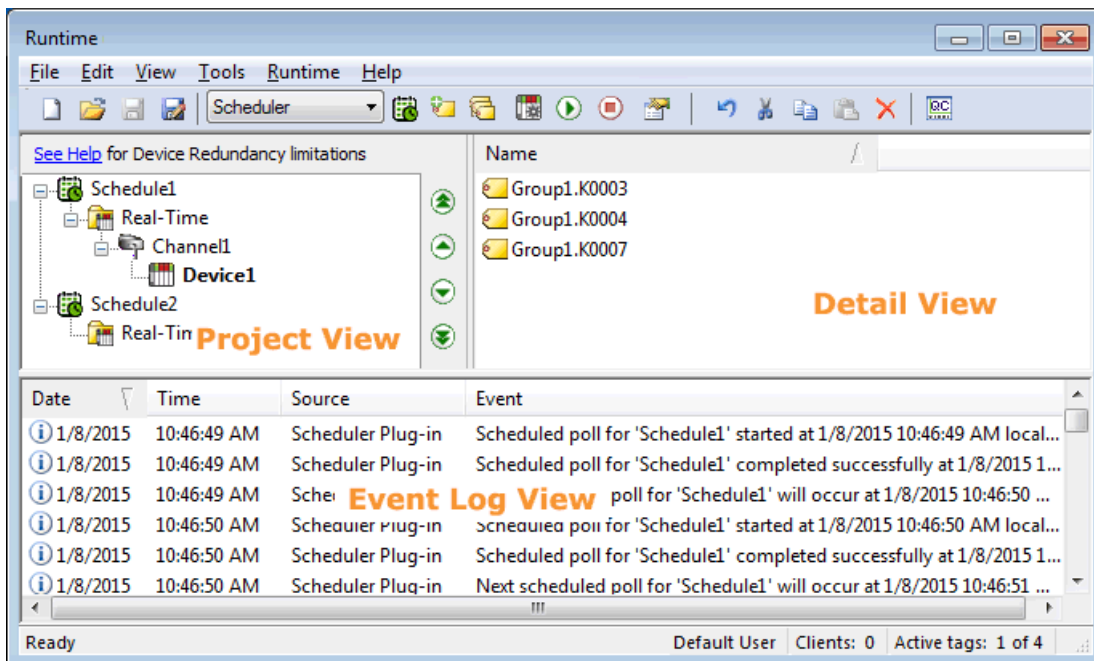 Runtime
File Edit View Tools Runtime Help
Scheduler QC
See Help for Device Redundancy limitations
Name
Schedule1
Real-Time
Channel1
Device1
Schedule2
Real-Tim
Project View
Group1.K0003
Group1.K0004
Group1.K0007
Detail View
Date Time Source Event
1/8/2015 10:46:49 AM Scheduler Plug-in Scheduled poll for 'Schedule1' started at 1/8/2015 10:46:49 AM local...
1/8/2015 10:46:49 AM Scheduler Plug-in Scheduled poll for 'Schedule1' completed successfully at 1/8/2015 1...
1/8/2015 10:46:49 AM poll for 'Schedule1' will occur at 1/8/2015 10:46:50 ...
Event Log View
1/8/2015 10:46:50 AM Scheduler Plug-in Scheduled poll for 'Schedule1' started at 1/8/2015 10:46:50 AM local...
1/8/2015 10:46:50 AM Scheduler Plug-in Scheduled poll for 'Schedule1' completed successfully at 1/8/2015 1...
1/8/2015 10:46:50 AM Scheduler Plug-in Next scheduled poll for 'Schedule1' will occur at 1/8/2015 10:46:51 ...
Ready Default User Clients: 0 Active tags: 1 of 4